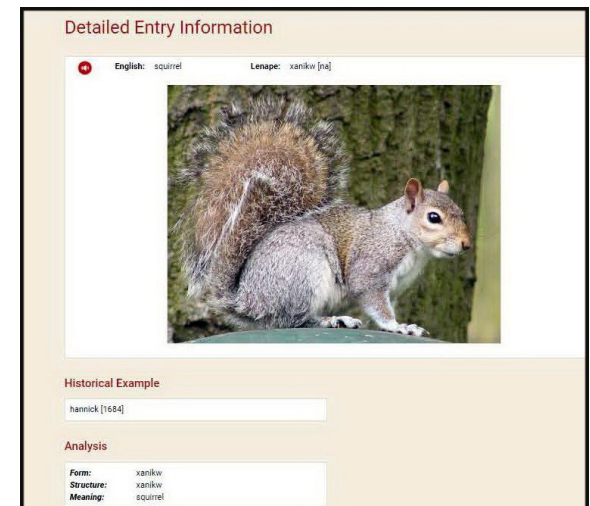 Detailed Entry Information
English: squirrel Lenape: xanikw [na]
Historical Example
hannick [1684]
Analysis
Form: xanikw
Structure: xanikw
Meaning: squirrel